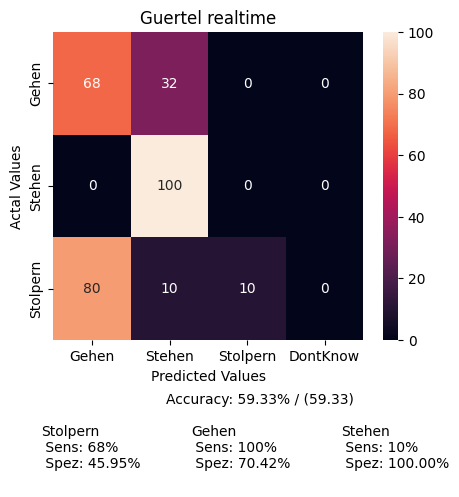 Guertel realtime
Actal Values
Gehen
68 32 0 0
Stehen
0 100 0 0
Stolpern
80 10 10 0
100
80
60
40
20
0
Gehen Stehen Stolpern DontKnow
Predicted Values
Accuracy: 59.33% / (59.33)
Stolpern Gehen Stehen
Sens: 68% Sens: 100% Sens: 10%
Spez: 45.95% Spez: 70.42% Spez: 100.00%